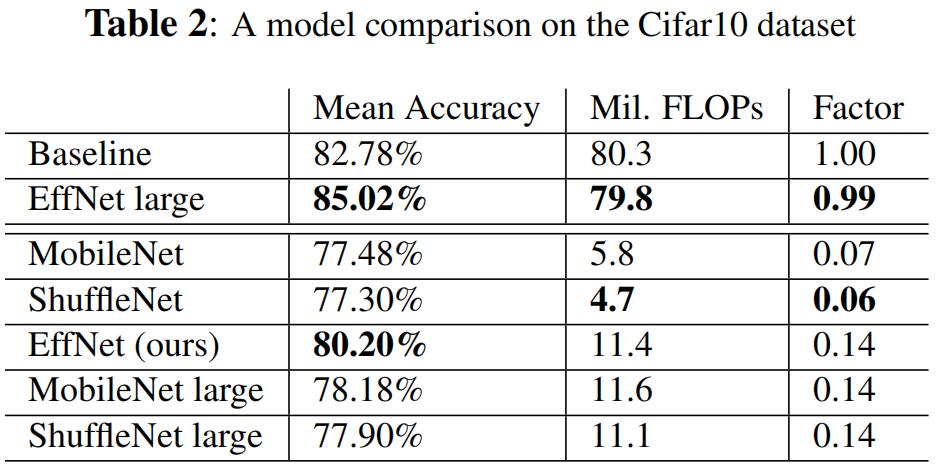 Table 2: A model comparison on the Cifar10 dataset
Mean Accuracy Mil. FLOPs Factor
Baseline 82.78% 80.3 1.00
EffNet large 85.02% 79.8 0.99
MobileNet 77.48% 5.8 0.07
ShuffleNet 77.30% 4.7 0.06
EffNet (ours) 80.20% 11.4 0.14
MobileNet large 78.18% 11.6 0.14
ShuffleNet large 77.90% 11.1 0.14